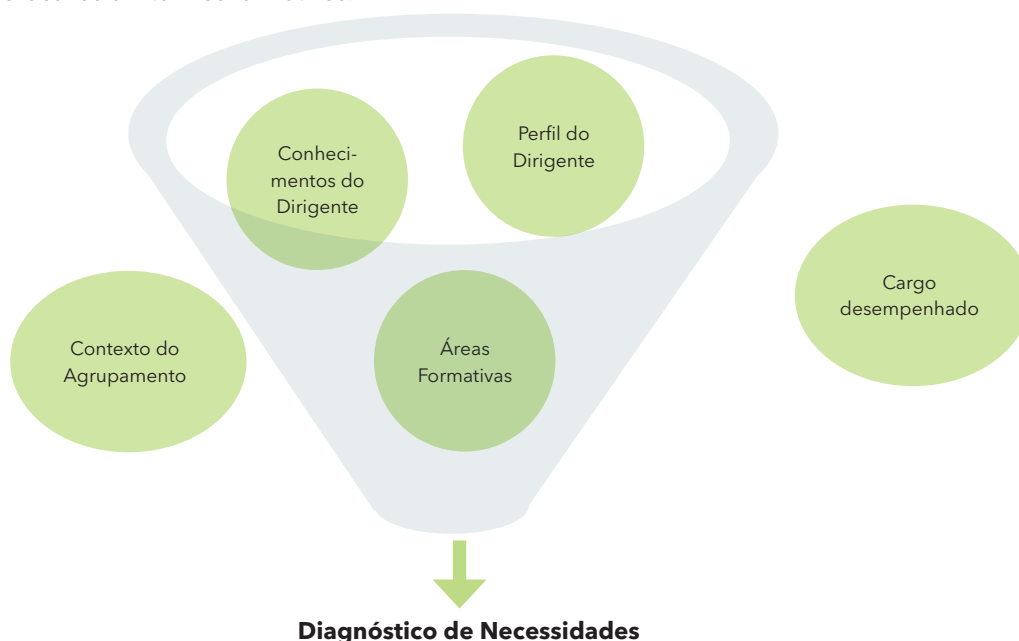 Conheci-
mentos do
Dirigente
Perfil do
Dirigente
Contexto do
Agrupamento
Áreas
Formativas
Cargo
desempenhado
Diagnóstico de Necessidades